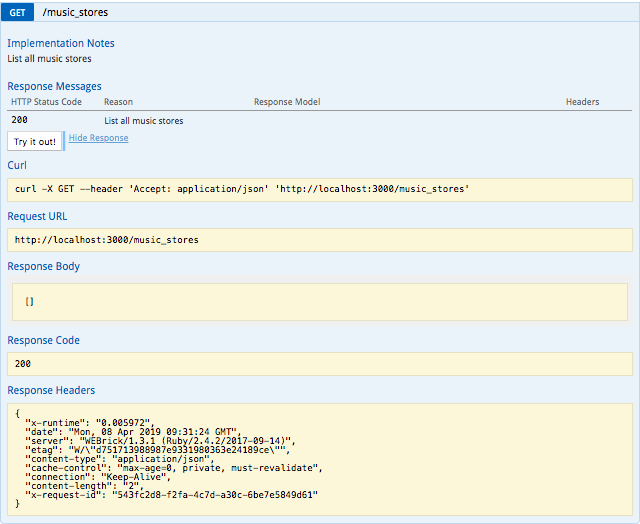 GET /music_stores
Implementation Notes
List all music stores
Response Messages
HTTP Status Code Reason Response Model Headers
200 List all music stores
Try it out! Hide Response
Curl
curl -X GET --header 'Accept: application/json' 'http://localhost:3000/music_stores'
Request URL
http://localhost:3000/music_stores
Response Body
[]
Response Code
200
Response Headers
{
"x-runtime": "0.005972",
"date": "Mon, 08 Apr 2019 09:31:24 GMT",
"server": "WEBrick/1.3.1 (Ruby/2.4.2/2017-09-14)",
"etag": "W/\"d751713988987e9331980363e24189ce\"",
"content-type": "application/json",
"cache-control": "max-age=0, private, must-revalidate",
"connection": "Keep-Alive",
"content-length": "2",
"x-request-id": "543fc2d8-f2fa-4c7d-a30c-6be7e5849d61"
}